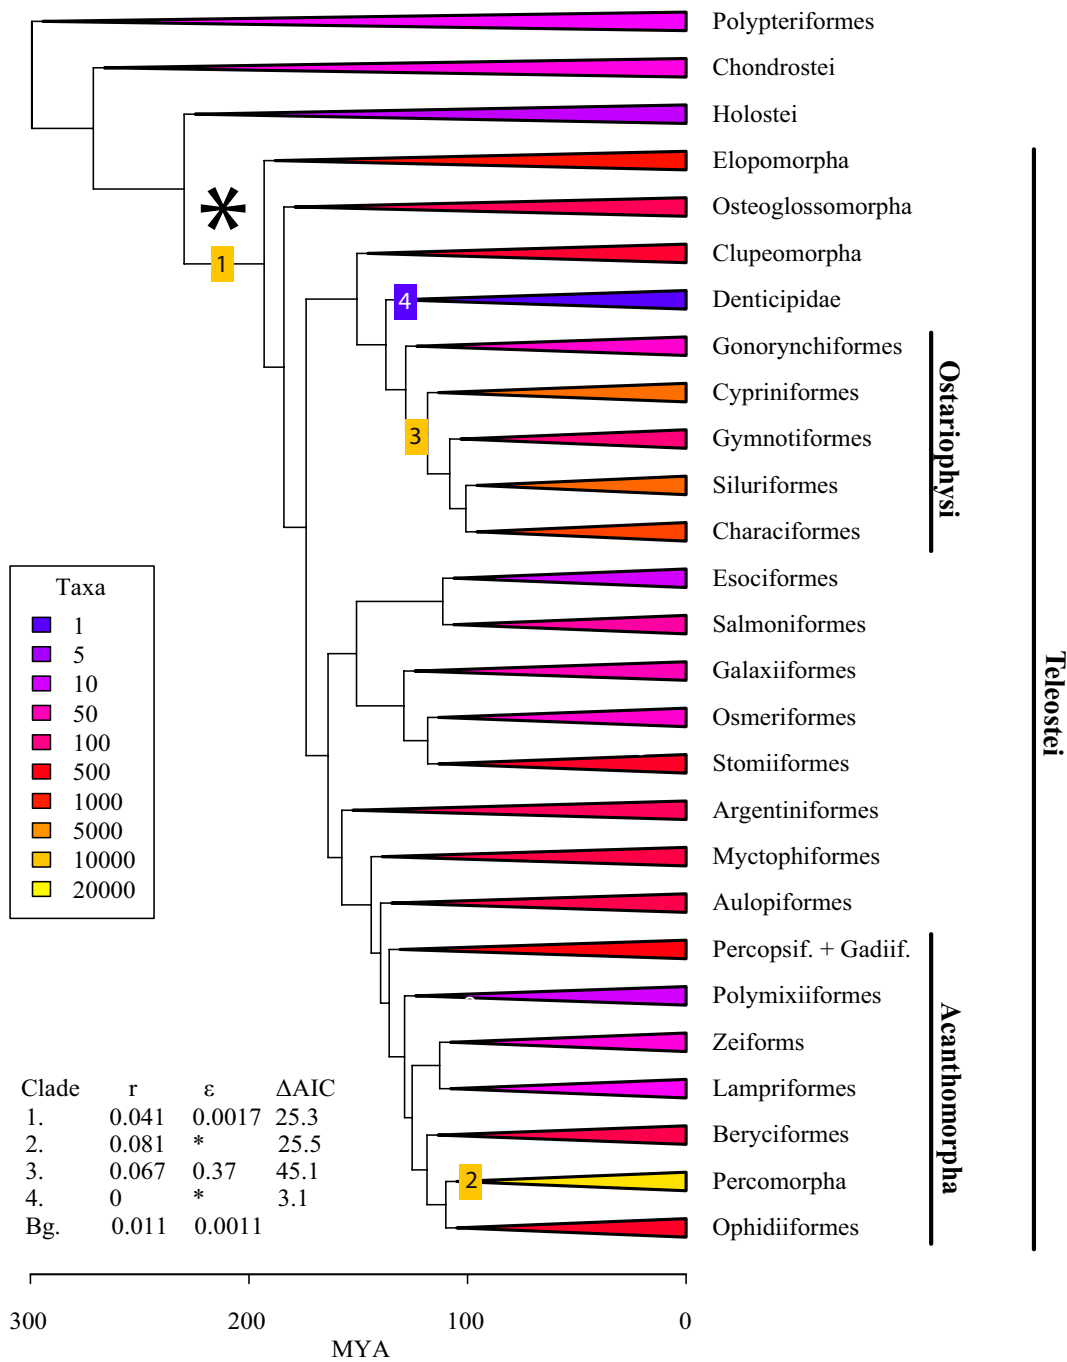 Polypteriformes
Chondrostei
Holostei
Elopomorpha
Osteoglossomorpha
Clupeomorpha
Denticipidae
Gonorynchiformes
Cypriniformes
Gymnotiformes
Siluriformes
Characiformes
Esociformes
Salmoniformes
Galaxiiformes
Osmeriformes
Stomiiformes
Argentiniformes
Myctophiformes
Aulopiformes
Percopsif. + Gadiif.
Polymixiiformes
Zeiforms
Lampriformes
Beryciformes
Percomorpha
Ophidiiformes
Ostariophysi
Acanthomorpha
Teleostei
*
1
4
3
2
Taxa
1
5
10
50
100
500
1000
5000
10000
20000
Clade r ε ΔAIC
1. 0.041 0.0017 25.3
2. 0.081 * 25.5
3. 0.067 0.37 45.1
4. 0 * 3.1
Bg. 0.011 0.0011
300 200 100 0
MYA